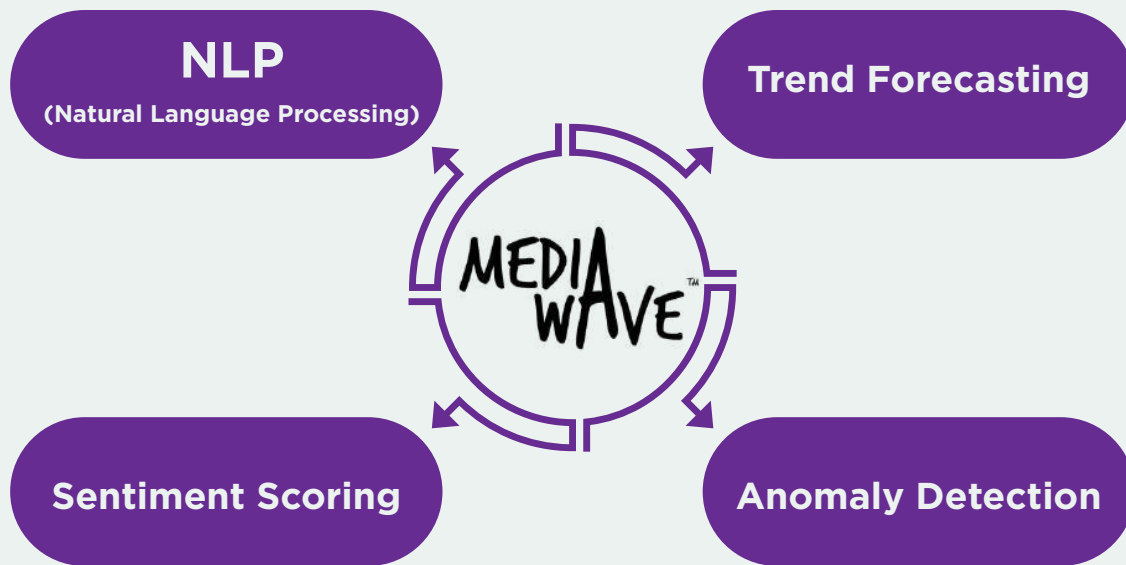 NLP
(Natural Language Processing)
Trend Forecasting
MEDIA
WAVE
™
Sentiment Scoring
Anomaly Detection